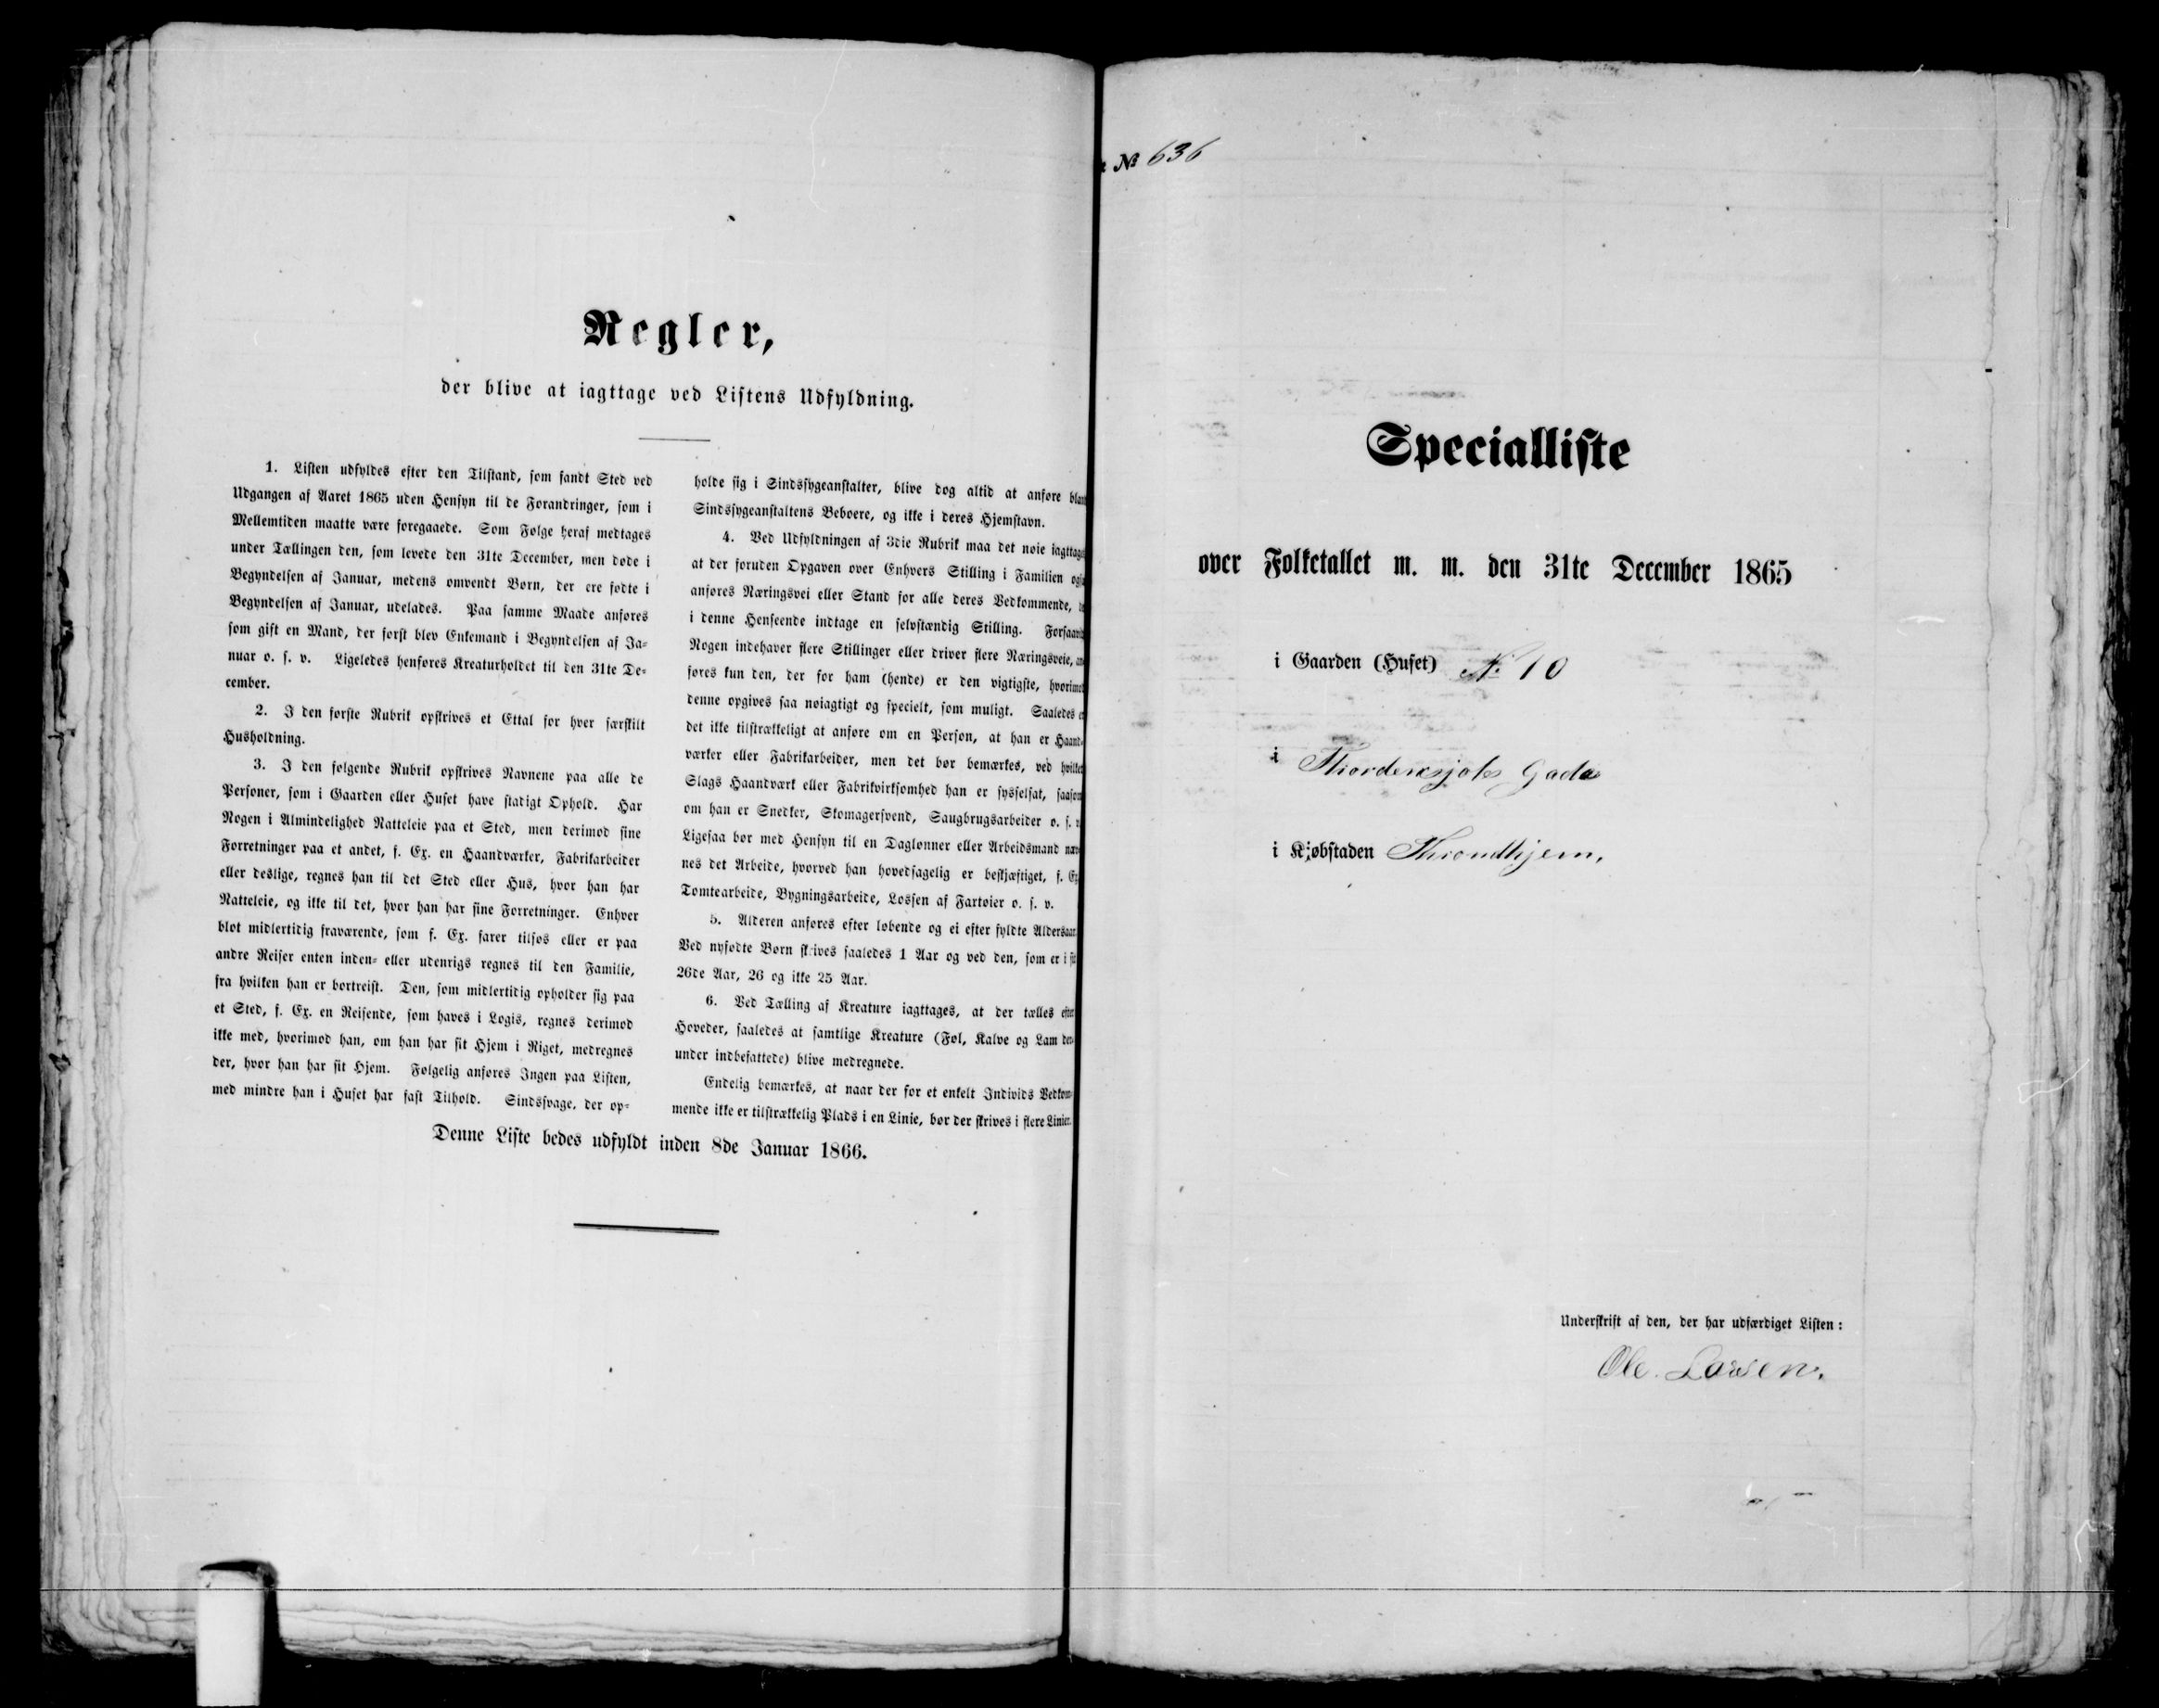 Regler,
der blive at iagttage ved Listens Udfyldning.
1. Listen udfyldes efter den Tilstand, som fandt Sted ved
Udgangen af Aaret 1865 uden Hensyn til de Forandringer, som i
Mellemtiden maatte være foregaaede. Som Følge heraf medtages
under Tællingen den, som levede den 31te December, men døde i
Begyndelsen af Januar, medens omvendt Børn, der ere fødte i
Begyndelsen af Januar, udelades. Paa samme Maade anføres
som gift en Mand, der først blev Enkemand i Begyndelsen af Ja-
nuar o. s. v. Ligeledes henføres Kreaturholdet til den 31te De-
cember.
2. I den første Rubrik opskrives et Ettal for hver særskilt
Husholdning.
3. I den følgende Rubrik opskrives Navnene paa alle de
Personer, som i Gaarden eller Huset have stadigt Ophold. Har
Nogen i Almindelighed Natteleie paa et Sted, men derimod sine
Forretninger paa et andet, f. Ex. en Haandværker, Fabrikarbeider
eller deslige, regnes han til det Sted eller Hus, hvor han har
Natteleie, og ikke til det, hvor han har sine Forretninger. Enhver
blot midlertidig fraværende, som f. Ex. farer tilsøs eller er paa
andre Reiser enten inden- eller udenrigs regnes til den Familie,
fra hvilken han er bortreist. Den, som midlertidig opholder sig paa
et Sted, f. Ex. en Reisende, som haves i Logis, regnes derimod
ikke med, hvorimod han, om han har sit Hjem i Riget, medregnes
der, hvor han har sit Hjem. Følgelig anføres Ingen paa Listen,
med mindre han i Huset har fast Tilhold. Sindssvage, der op-
holde sig i Sindssygeanstalter, blive dog altid at anføre blandt
Sindssygeanstaltens Beboere, og ikke i deres Hjemstavn.
4. Ved Udfyldningen af 3die Rubrik maa det nøie iagttages
at der foruden Opgaven over Enhvers Stilling i Familien ogsaa
anføres Næringsvei eller Stand for alle deres Vedkommende, de
i denne Henseende indtage en selvstændig Stilling. Forsaavidt
Nogen indehaver flere Stillinger eller driver flere Næringsveie, an-
føres kun den, der for ham (hende) er den vigtigste, hvorimod
denne opgives saa nøiagtigt og specielt, som muligt. Saaledes er
det ikke tilstrækkeligt at anføre om en Person, at han er Haand-
værker eller Fabrikarbeider, men det bør bemærkes, ved hvilket
Slags Haandværk eller Fabrikvirksomhed han er sysselsat, saasom
om han er Snedker, Skomagersvend, Saugbrugsarbeider o. s. v.
Ligesaa bør med Hensyn til en Daglønner eller Arbeidsmand næv-
nes det Arbeide, hvorved han hovedsagelig er beskjæftiget, f. Ex.
Tomtearbeide, Bygningsarbeide, Lossen af Fartøier o. s. v.
5. Alderen anføres efter løbende og ei efter fyldte Aldersaar.
Ved nyfødte Børn skrives saaledes 1 Aar og ved den, som er i sit
26de Aar, 26 og ikke 25 Aar.
6. Ved Tælling af Kreature iagttages, at der tælles efter
Hoveder, saaledes at samtlige Kreature (Føl, Kalve og Lam der-
under indbefattede) blive medregnede.
Endelig bemærkes, at naar der for et enkelt Individs Vedkom-
mende ikke er tilstrækkelig Plads i en Linie, bør der skrives i flere Linier.
Denne Liste bedes udfyldt inden 8de Januar 1866.
№ 636
Specialliste
over Folketallet m. m. den 31te December 1865
i Gaarden (Huset) № 10
i Thordenskjols Gade
i Kjøbstaden Throndhjem,
Underskrift af den, der har udfærdiget Listen:
Ole. Larsen.